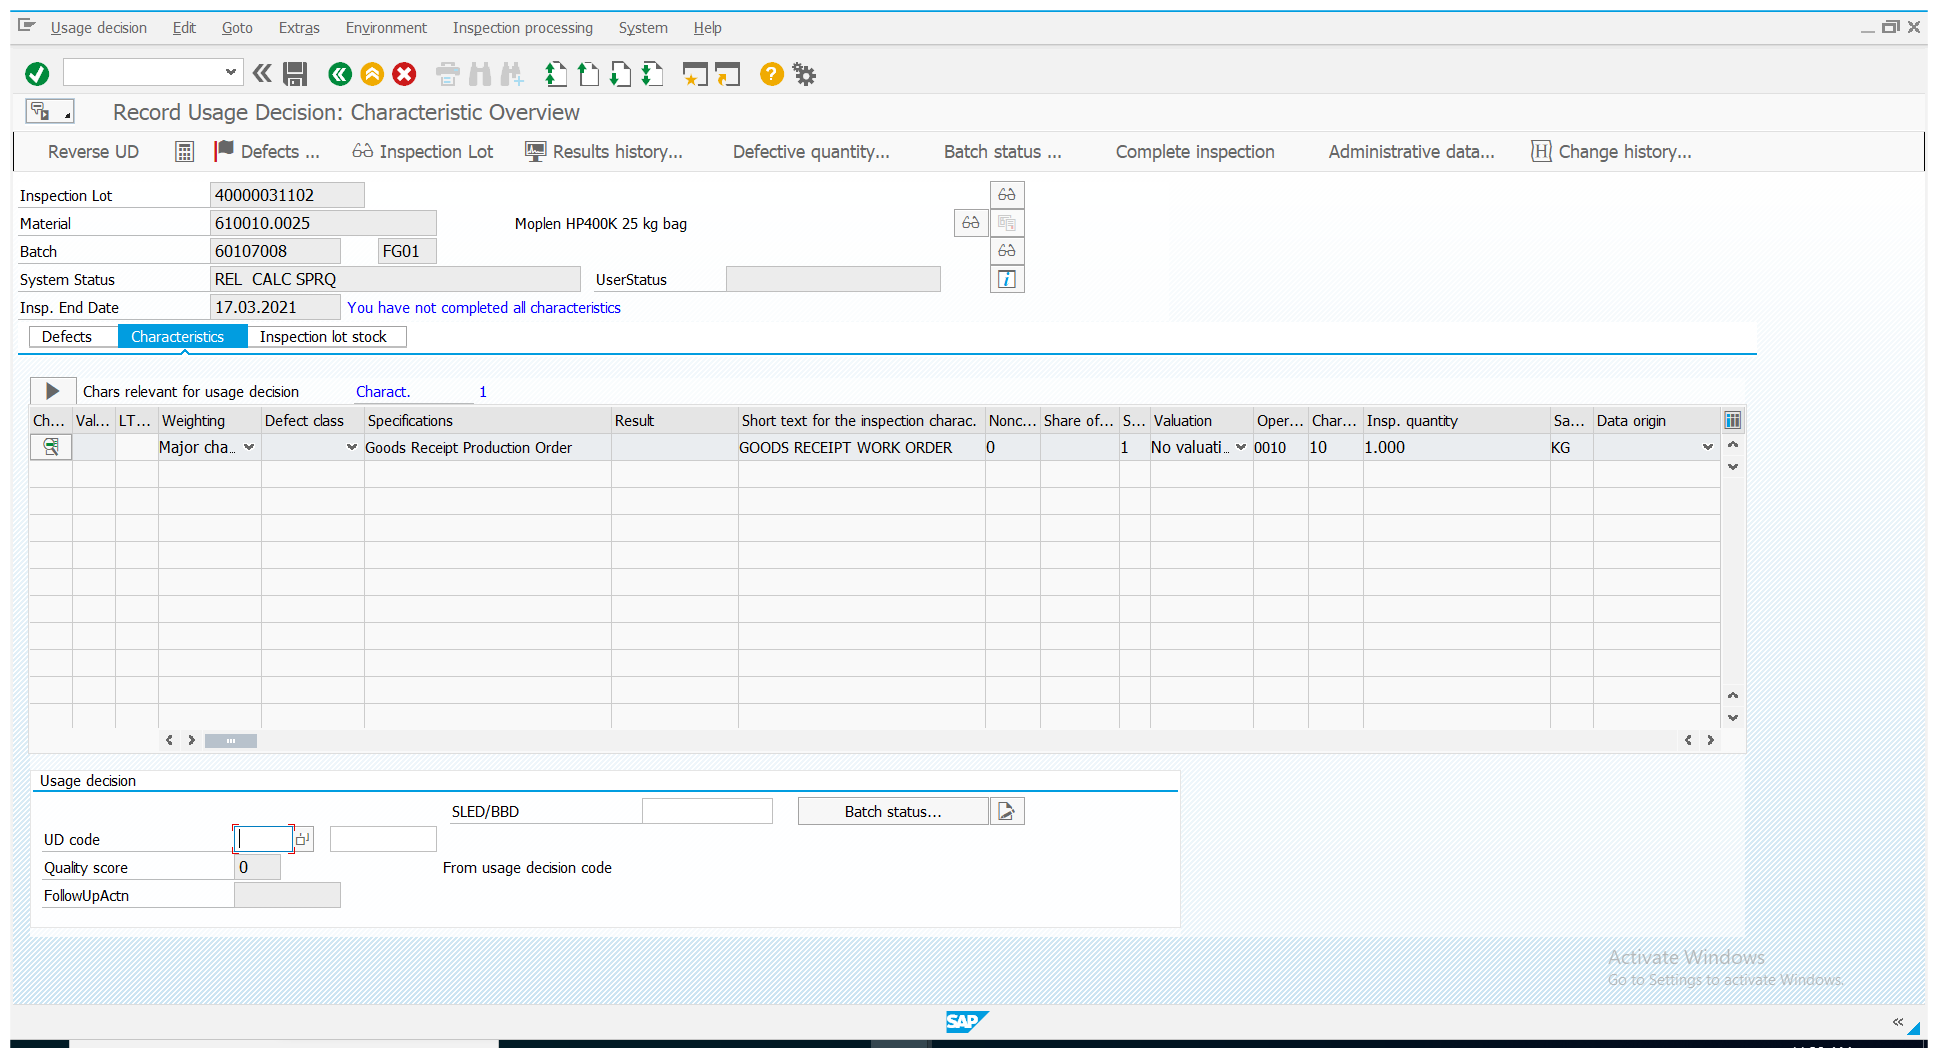 Usage decision Edit Goto Extras Environment Inspection processing System Help
Record Usage Decision: Characteristic Overview
Reverse UD Defects ... Inspection Lot Results history... Defective quantity... Batch status ... Complete inspection Administrative data... Change history...
Inspection Lot 40000031102
Material 610010.0025 Moplen HP400K 25 kg bag
Batch 60107008 FG01
System Status REL CALC SPRQ UserStatus
Insp. End Date 17.03.2021 You have not completed all characteristics
Defects Characteristics Inspection lot stock
Chars relevant for usage decision Charact. 1
Ch... Val... LT... Weighting Defect class Specifications Result Short text for the inspection charac. Nonc... Share of... S... Valuation Oper... Char... Insp. quantity Sa... Data origin
Major cha... Goods Receipt Production Order GOODS RECEIPT WORK ORDER 0 1 No valuati... 0010 10 1.000 KG
Usage decision
SLED/BBD Batch status...
UD code
Quality score 0 From usage decision code
FollowUpActn
Activate Windows
Go to Settings to activate Windows.
SAP